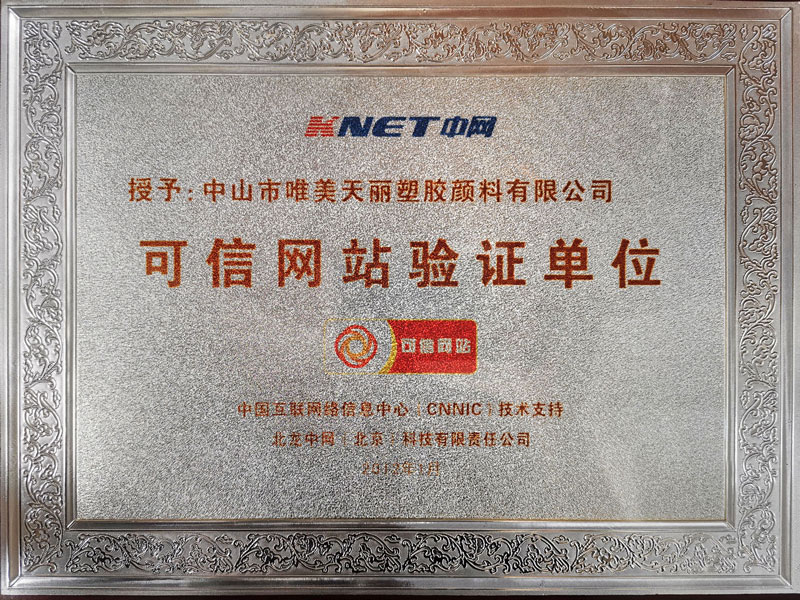 KNET中网
授予:中山市唯美天丽塑胶颜料有限公司
可信网站验证单位
可信网站
中国互联网络信息中心(CNNIC)技术支持
北龙中网(北京)科技有限责任公司